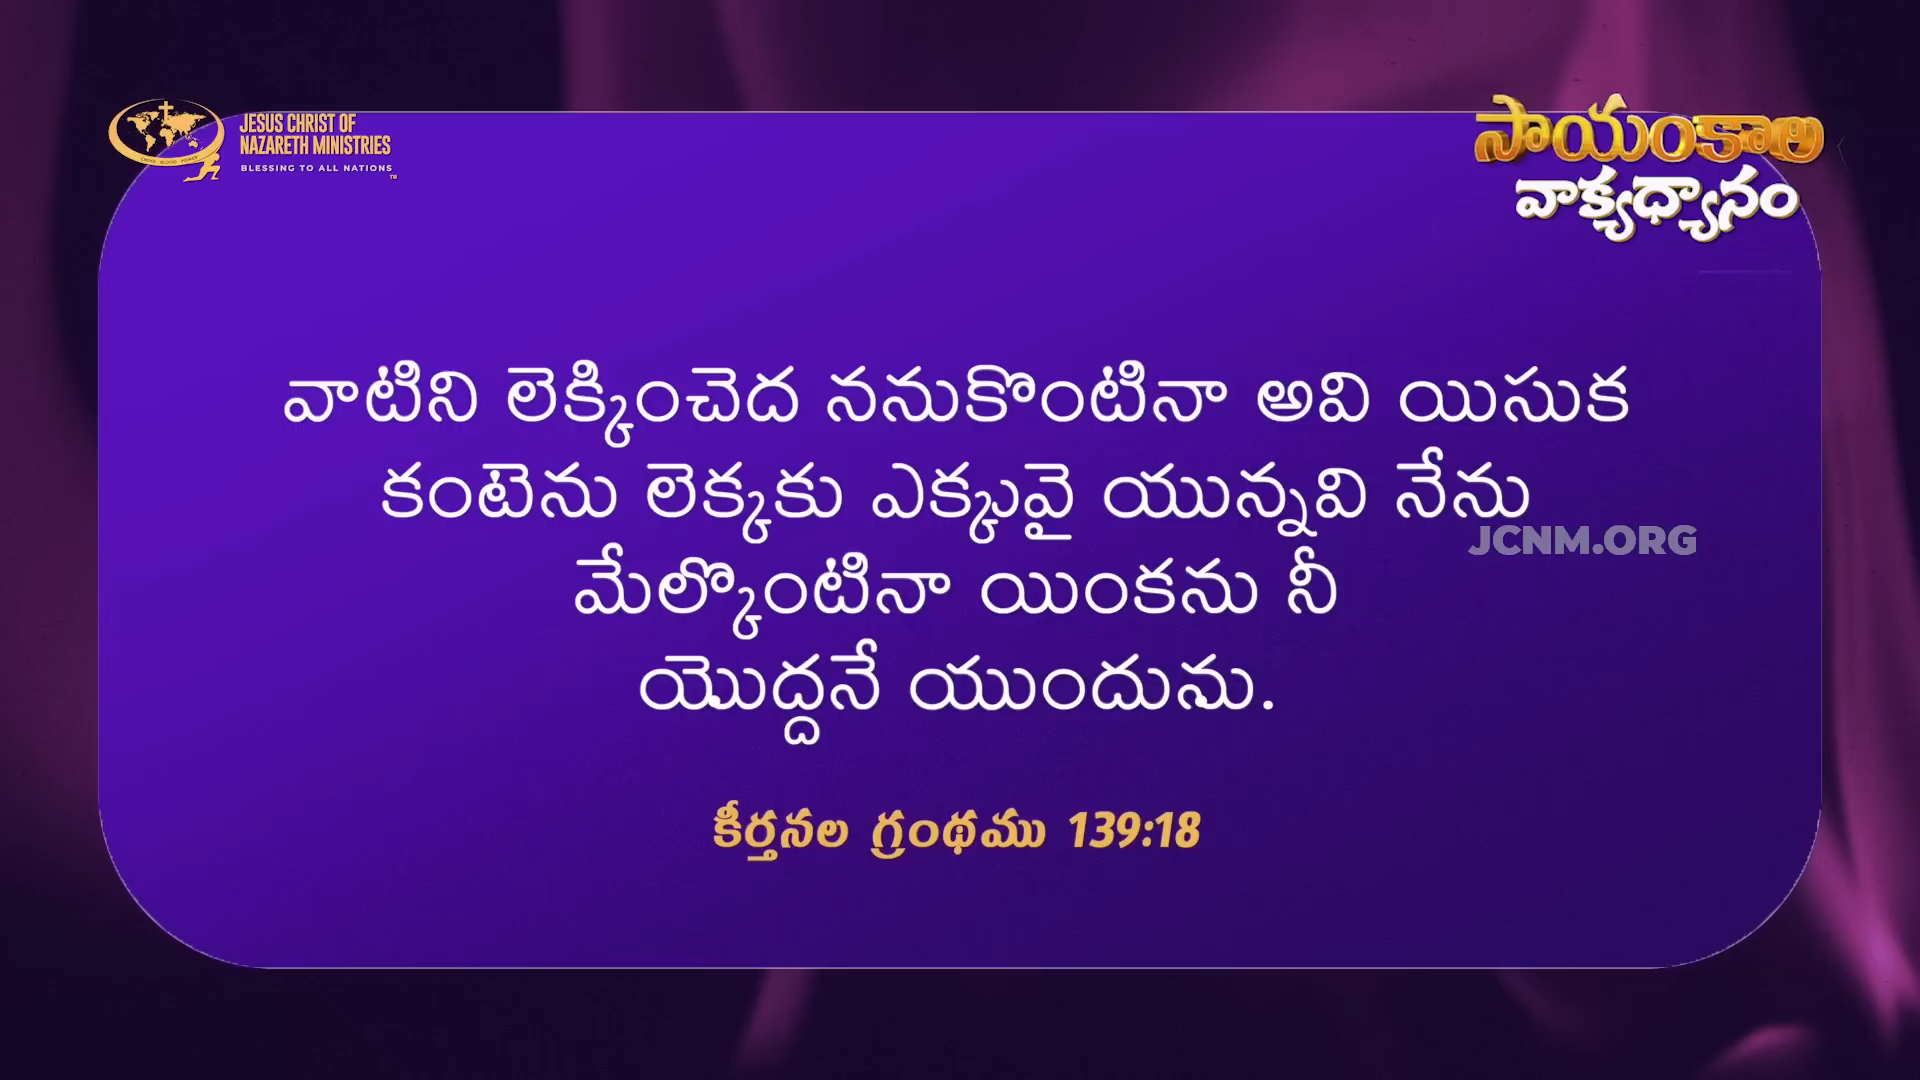 JESUS CHRIST OF
NAZARETH MINISTRIES
BLESSING TO ALL NATIONS
సాయంకాల
వాక్యధ్యానం
వాటిని లెక్కించెద ననుకొంటినా అవి యిసుక
కంటెను లెక్కకు ఎక్కువై యున్నవి నేను
JCNM.ORG
మేల్కొంటినా యింకను నీ
యొద్దనే యుందును.
కీర్తనల గ్రంథము 139:18